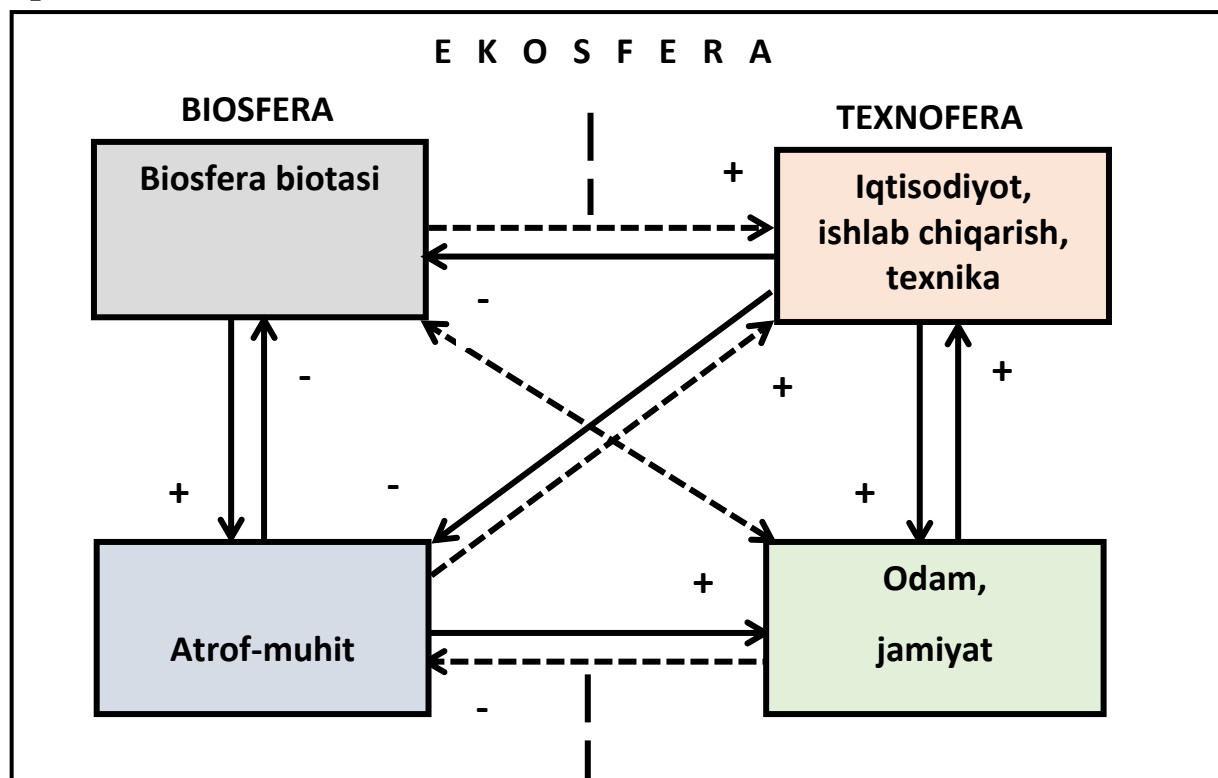 E K O S F E R A
BIOSFERA
TEXNOFERA
Biosfera biotasi
+
Iqtisodiyot,
ishlab chiqarish,
texnika
-
-
+
+
+
-
+
+
Odam,
Atrof-muhit
jamiyat
-